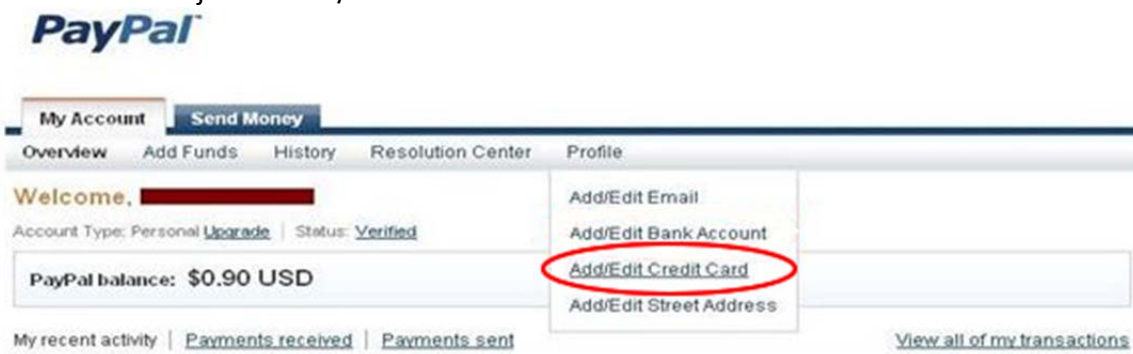 PayPal
My Account Send Money
Overview Add Funds History Resolution Center Profile
Welcome,
Add/Edit Email
Account Type: Personal Upgrade | Status: Verified
Add/Edit Bank Account
PayPal balance: $0.90 USD
Add/Edit Credit Card
Add/Edit Street Address
My recent activity | Payments received | Payments sent View all of my transactions